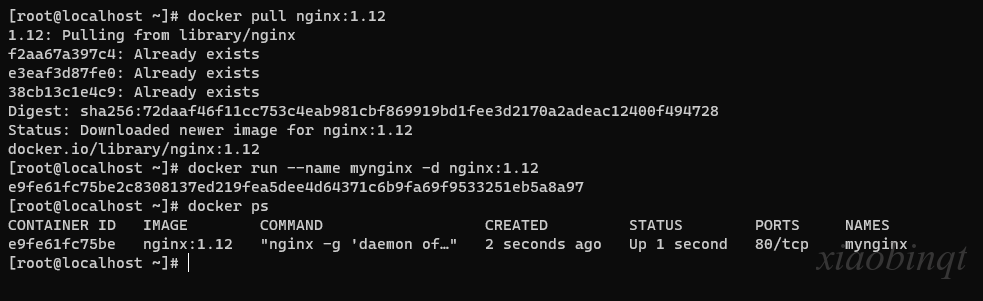 [root@localhost ~]# docker pull nginx:1.12
1.12: Pulling from library/nginx
f2aa67a397c4: Already exists
e3eaf3d87fe0: Already exists
38cb13c1e4c9: Already exists
Digest: sha256:72daaf46f11cc753c4eab981cbf869919bd1fee3d2170a2adeac12400f494728
Status: Downloaded newer image for nginx:1.12
docker.io/library/nginx:1.12
[root@localhost ~]# docker run --name mynginx -d nginx:1.12
e9fe61fc75be2c8308137ed219fea5dee4d64371c6b9fa69f9533251eb5a8a97
[root@localhost ~]# docker ps
CONTAINER ID   IMAGE        COMMAND                  CREATED         STATUS        PORTS     NAMES
e9fe61fc75be   nginx:1.12   "nginx -g 'daemon of…"   2 seconds ago   Up 1 second   80/tcp    mynginx
[root@localhost ~]#
xiaobinqt